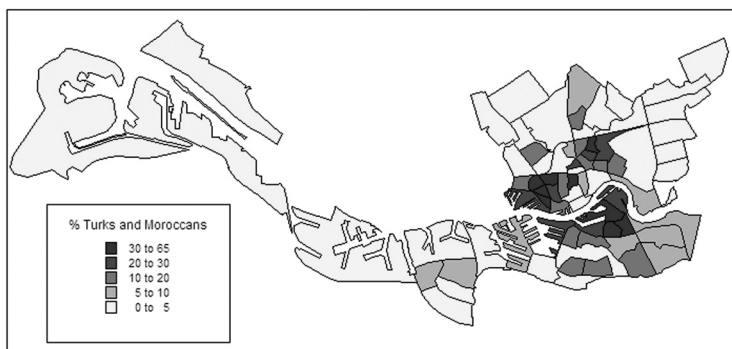 % Turks and Moroccans
30 to 65
20 to 30
10 to 20
5 to 10
0 to 5